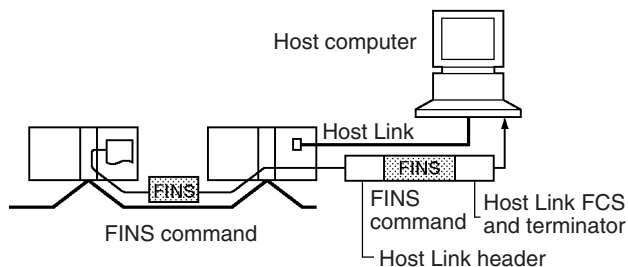 Host computer
Host Link
FINS
FINS
FINS command
FINS
command
Host Link FCS
and terminator
Host Link header